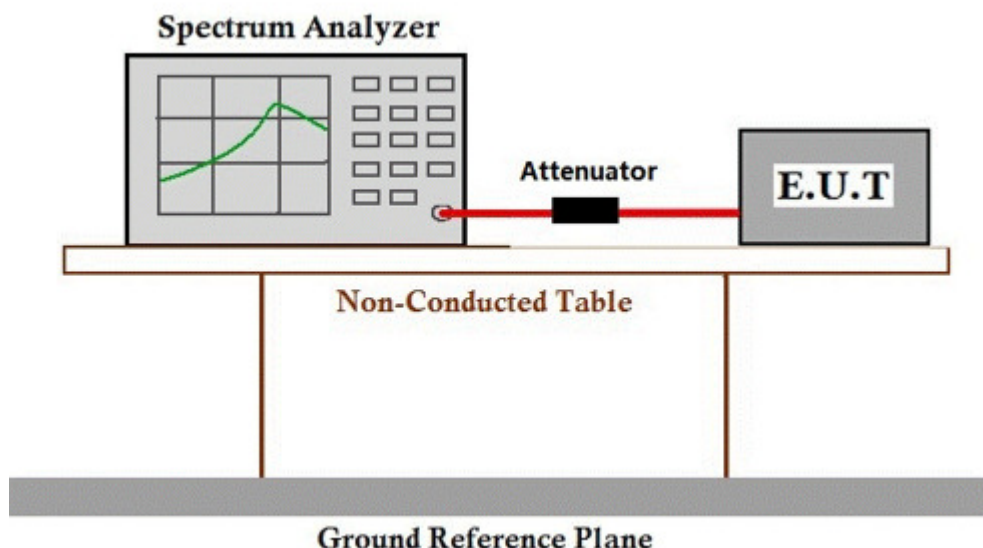 Spectrum Analyzer
Attenuator
E.U.T
Non-Conducted Table
Ground Reference Plane